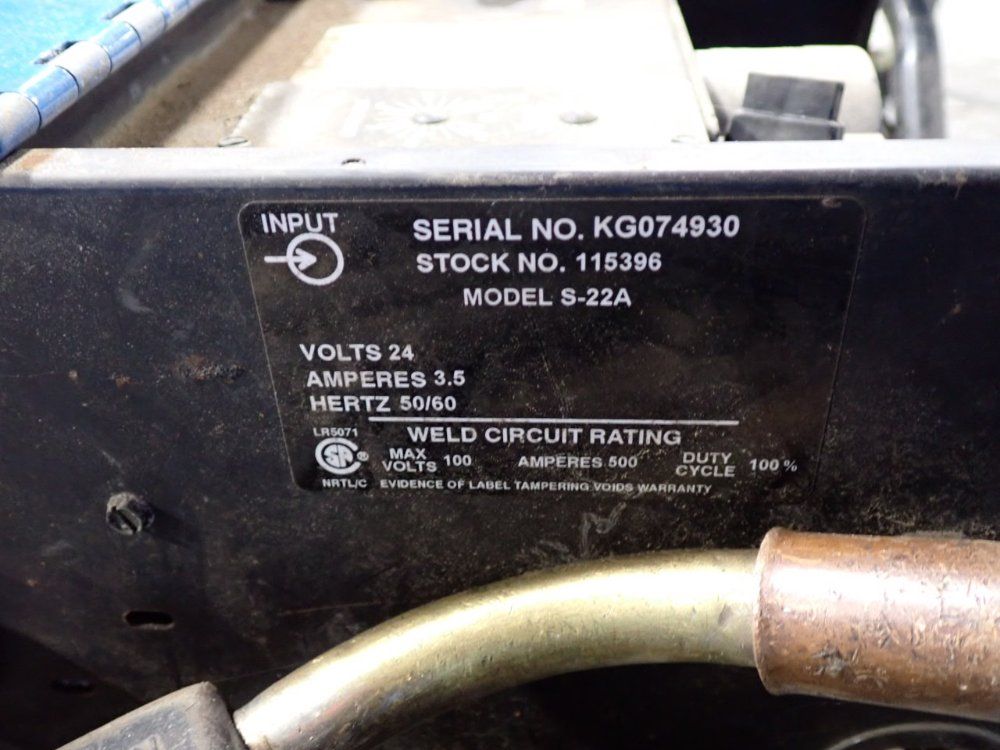 INPUT
SERIAL NO. KG074930
STOCK NO. 115396
MODEL S-22A
VOLTS 24
AMPERES 3.5
HERTZ 50/60
LR5071
WELD CIRCUIT RATING
MAX VOLTS 100 AMPERES 500 DUTY CYCLE 100%
NRTL/C EVIDENCE OF LABEL TAMPERING VOIDS WARRANTY